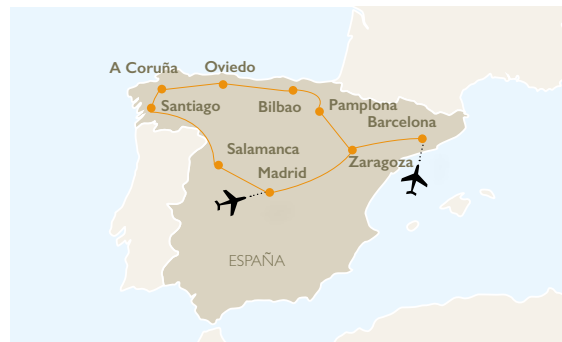 Oviedo
A Coruña
Santiago
Bilbao
Pamplona
Barcelona
Salamanca
Zaragoza
Madrid
ESPAÑA